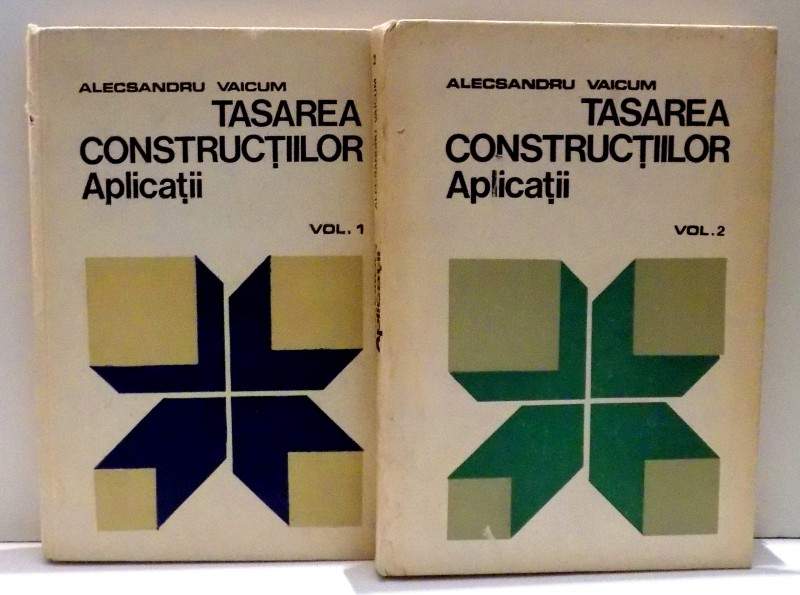 ALECSANDRU VAICUM
TASAREA
CONSTRUCȚIILOR
Aplicații
VOL. 1
ALECSANDRU VAICUM
TASAREA
CONSTRUCȚIILOR
Aplicații
VOL. 2